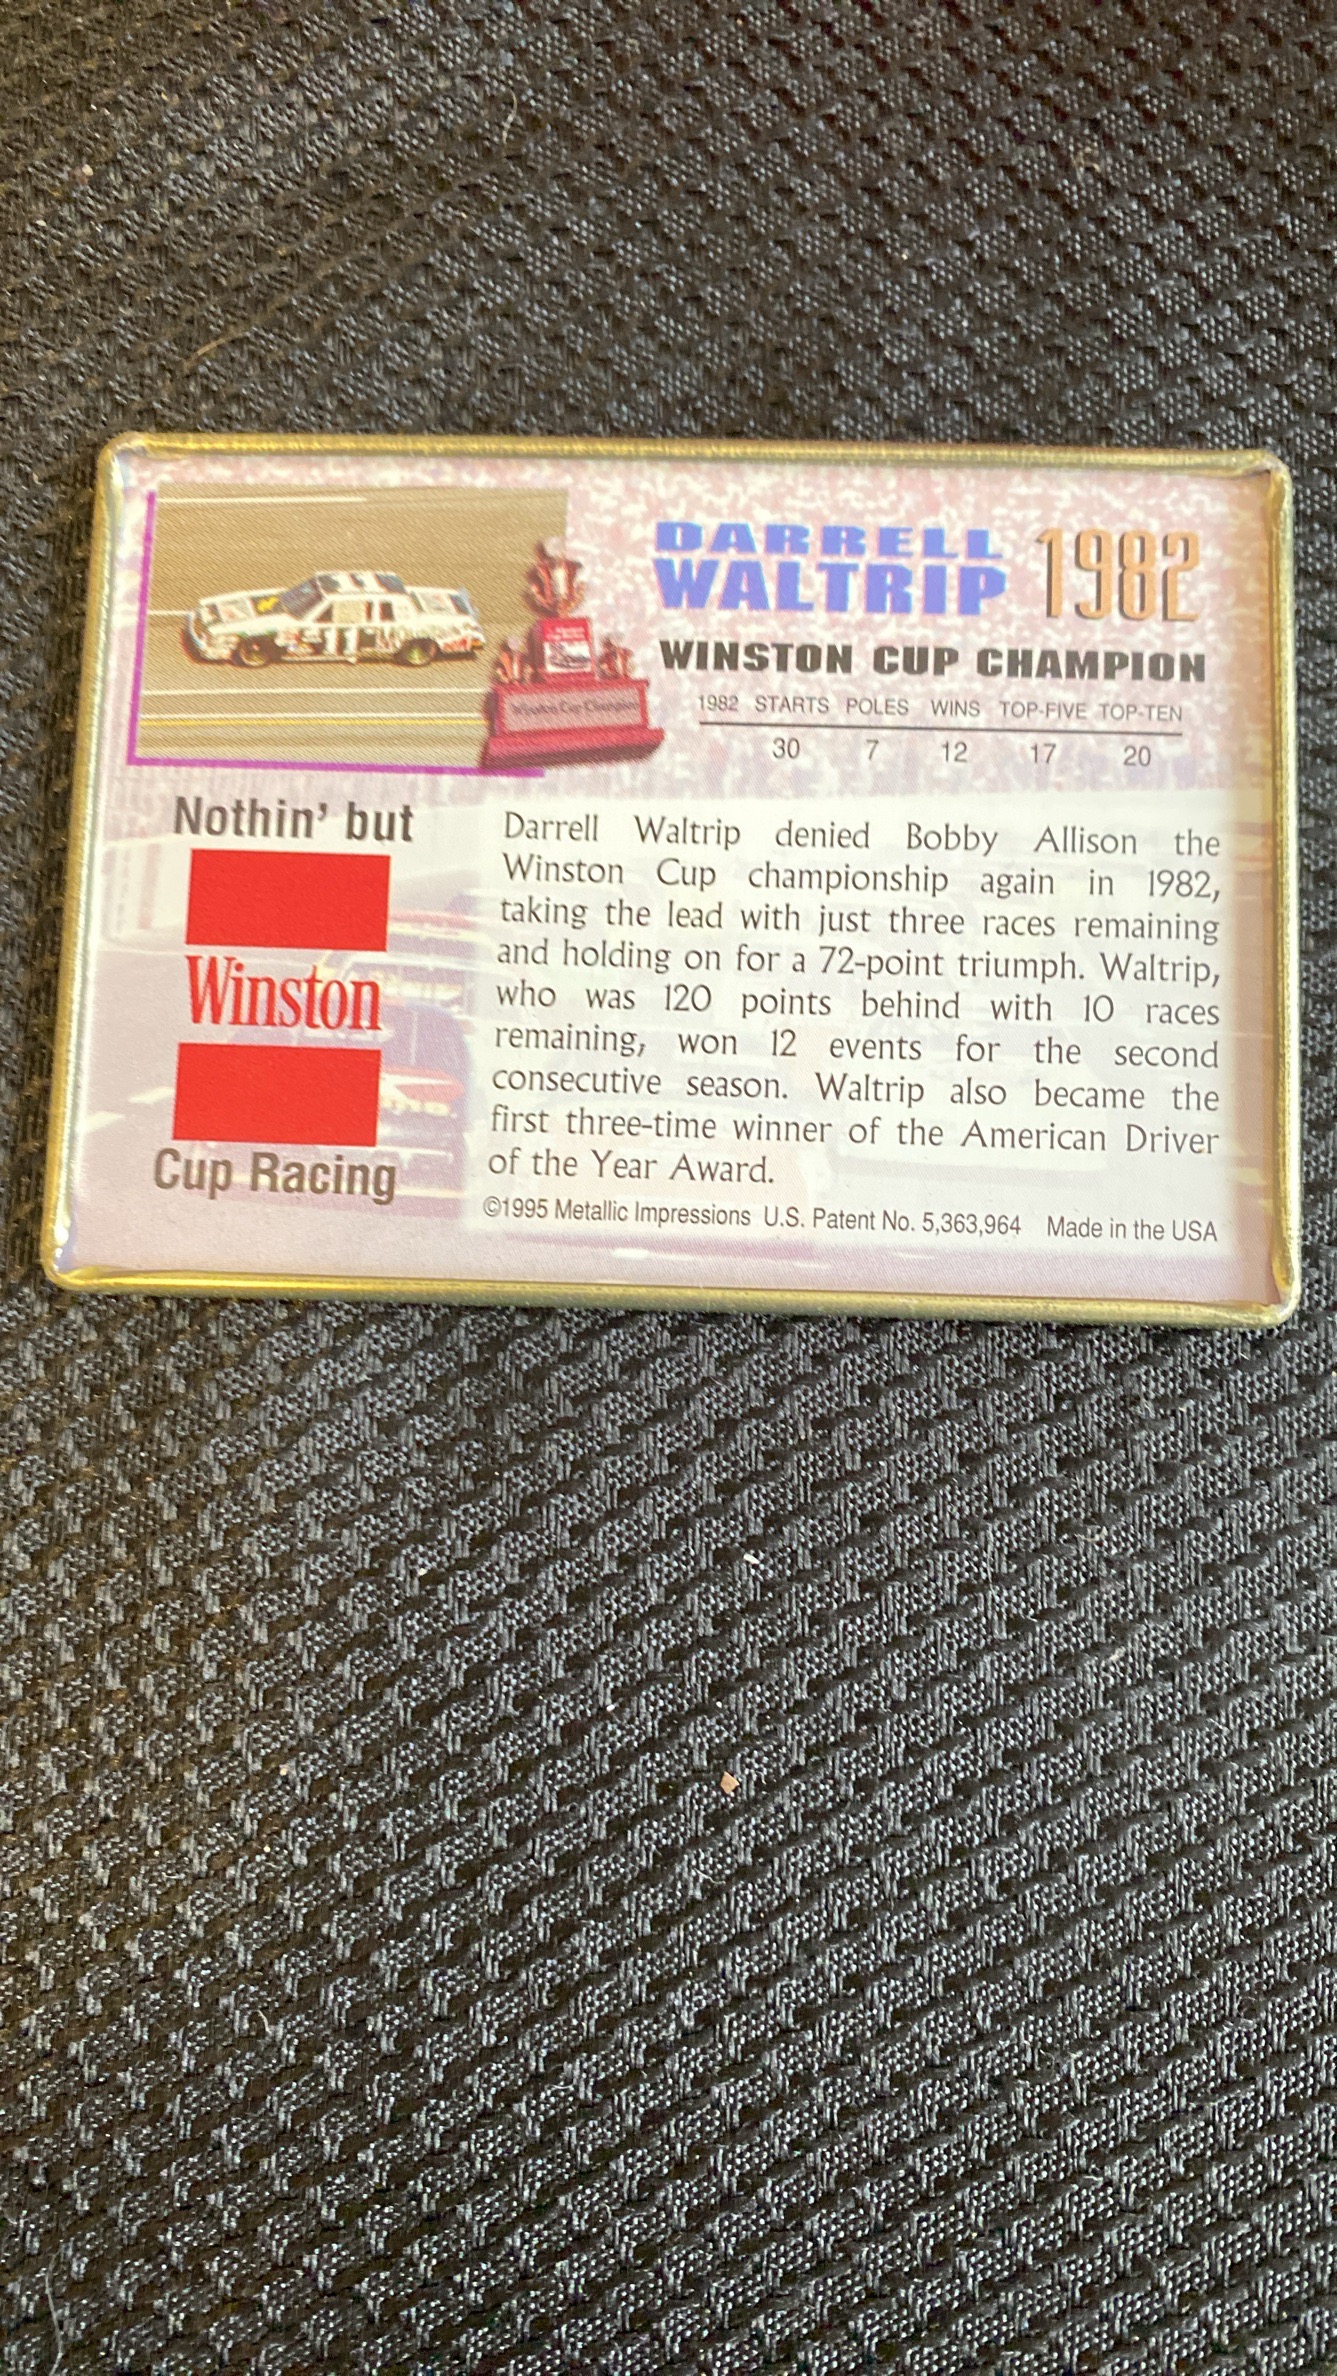 DARRELL
WALTRIP 1982
WINSTON CUP CHAMPION
1982 STARTS POLES WINS TOP-FIVE TOP-TEN
30 7 12 17 20
11
Winston Cup Champion
Nothin' but
Winston
Cup Racing
Darrell Waltrip denied Bobby Allison the
Winston Cup championship again in 1982,
taking the lead with just three races remaining
and holding on for a 72-point triumph. Waltrip,
who was 120 points behind with 10 races
remaining, won 12 events for the second
consecutive season. Waltrip also became the
first three-time winner of the American Driver
of the Year Award.
©1995 Metallic Impressions U.S. Patent No. 5,363,964 Made in the USA